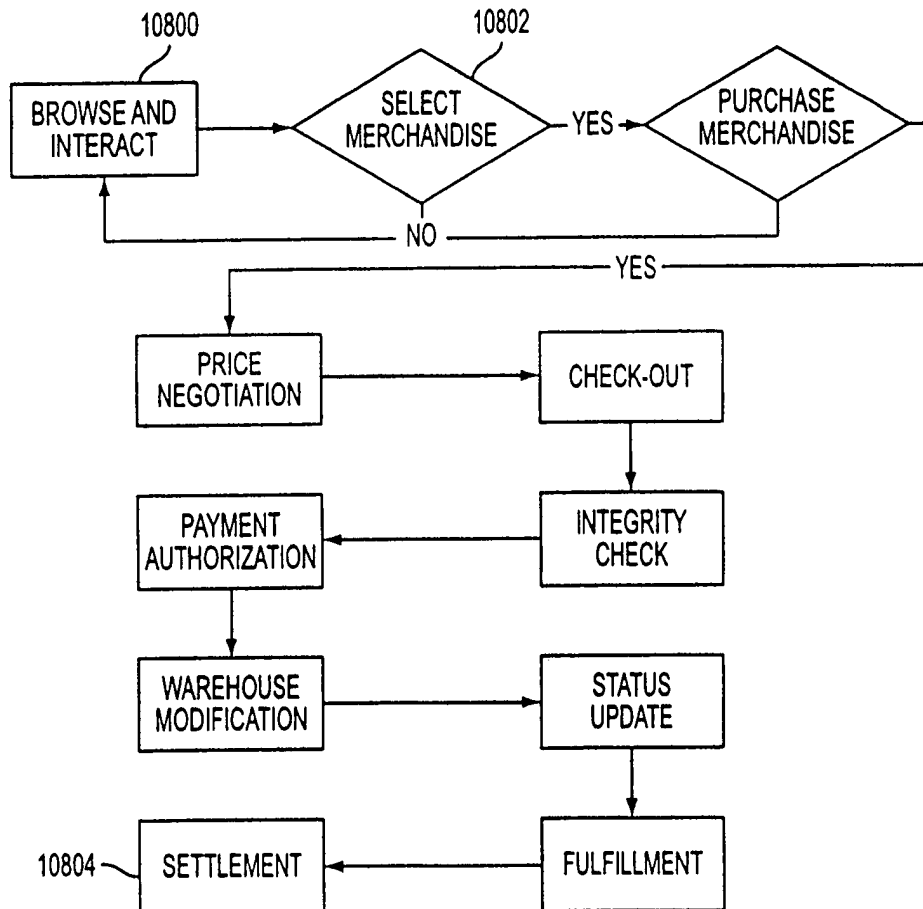 10800
10802
BROWSE AND
INTERACT
SELECT
MERCHANDISE
YES
PURCHASE
MERCHANDISE
NO
YES
PRICE
NEGOTIATION
CHECK-OUT
PAYMENT
AUTHORIZATION
INTEGRITY
CHECK
WAREHOUSE
MODIFICATION
STATUS
UPDATE
10804
SETTLEMENT
FULFILLMENT